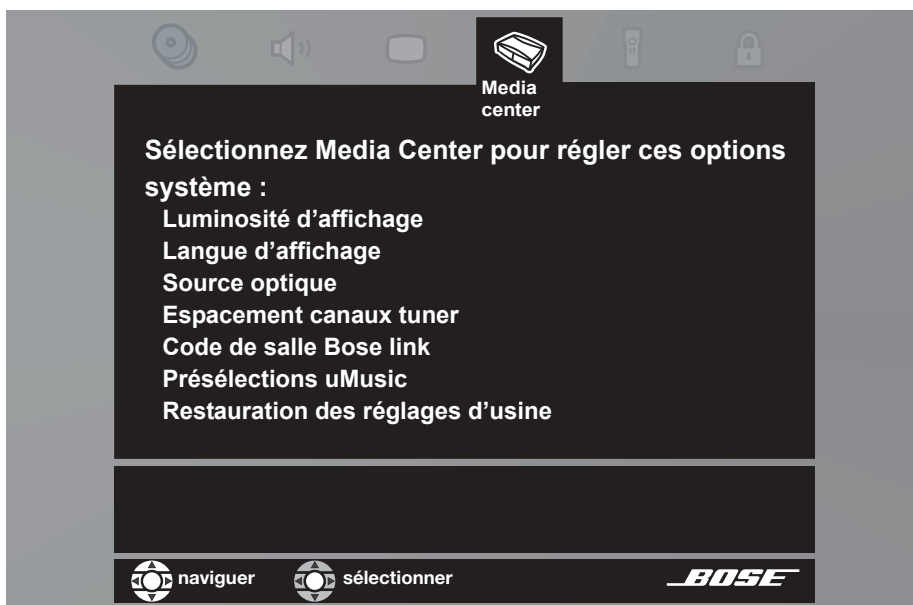 Media
center
Sélectionnez Media Center pour régler ces options
système :
Luminosité d’affichage
Langue d’affichage
Source optique
Espacement canaux tuner
Code de salle Bose link
Présélections uMusic
Restauration des réglages d’usine
naviguer sélectionner BOSE